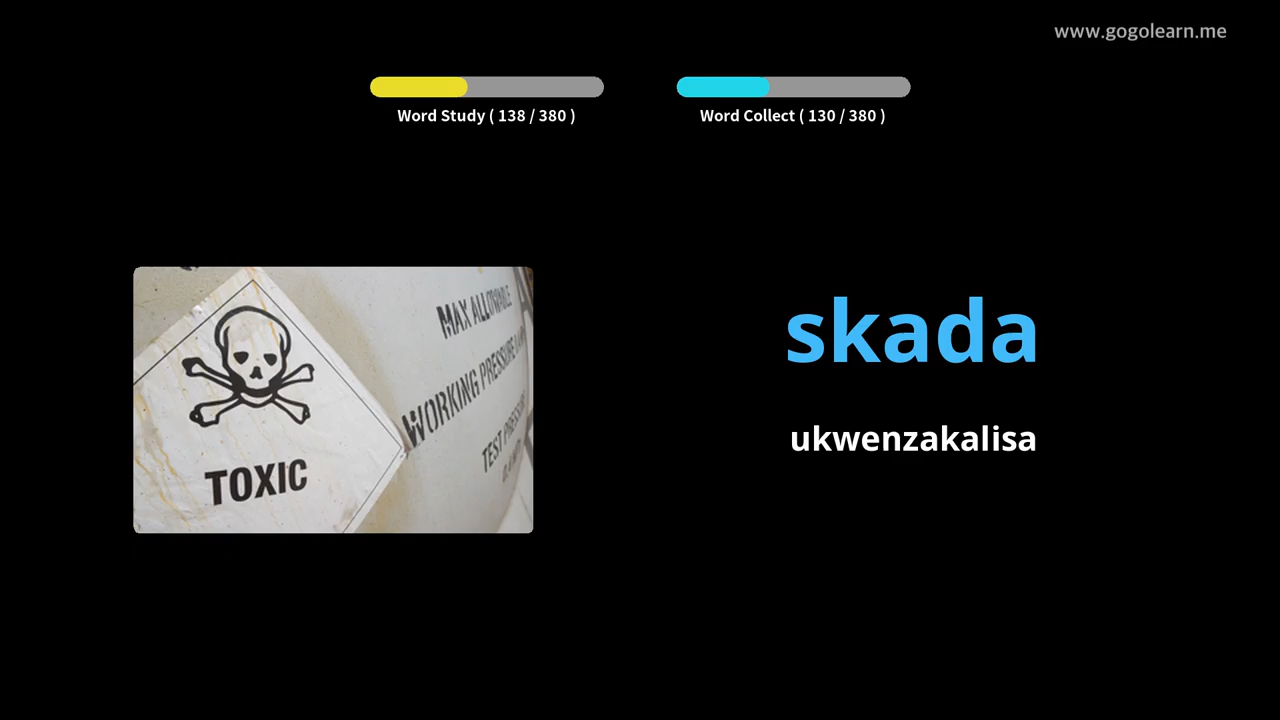 www.gogolearn.me
Word Study ( 138 / 380 )
Word Collect ( 130 / 380 )
skada
ukwenzakalisa
TOXIC
MAX ALLOWABLE
WORKING PRESSURE
TEST PRESSURE